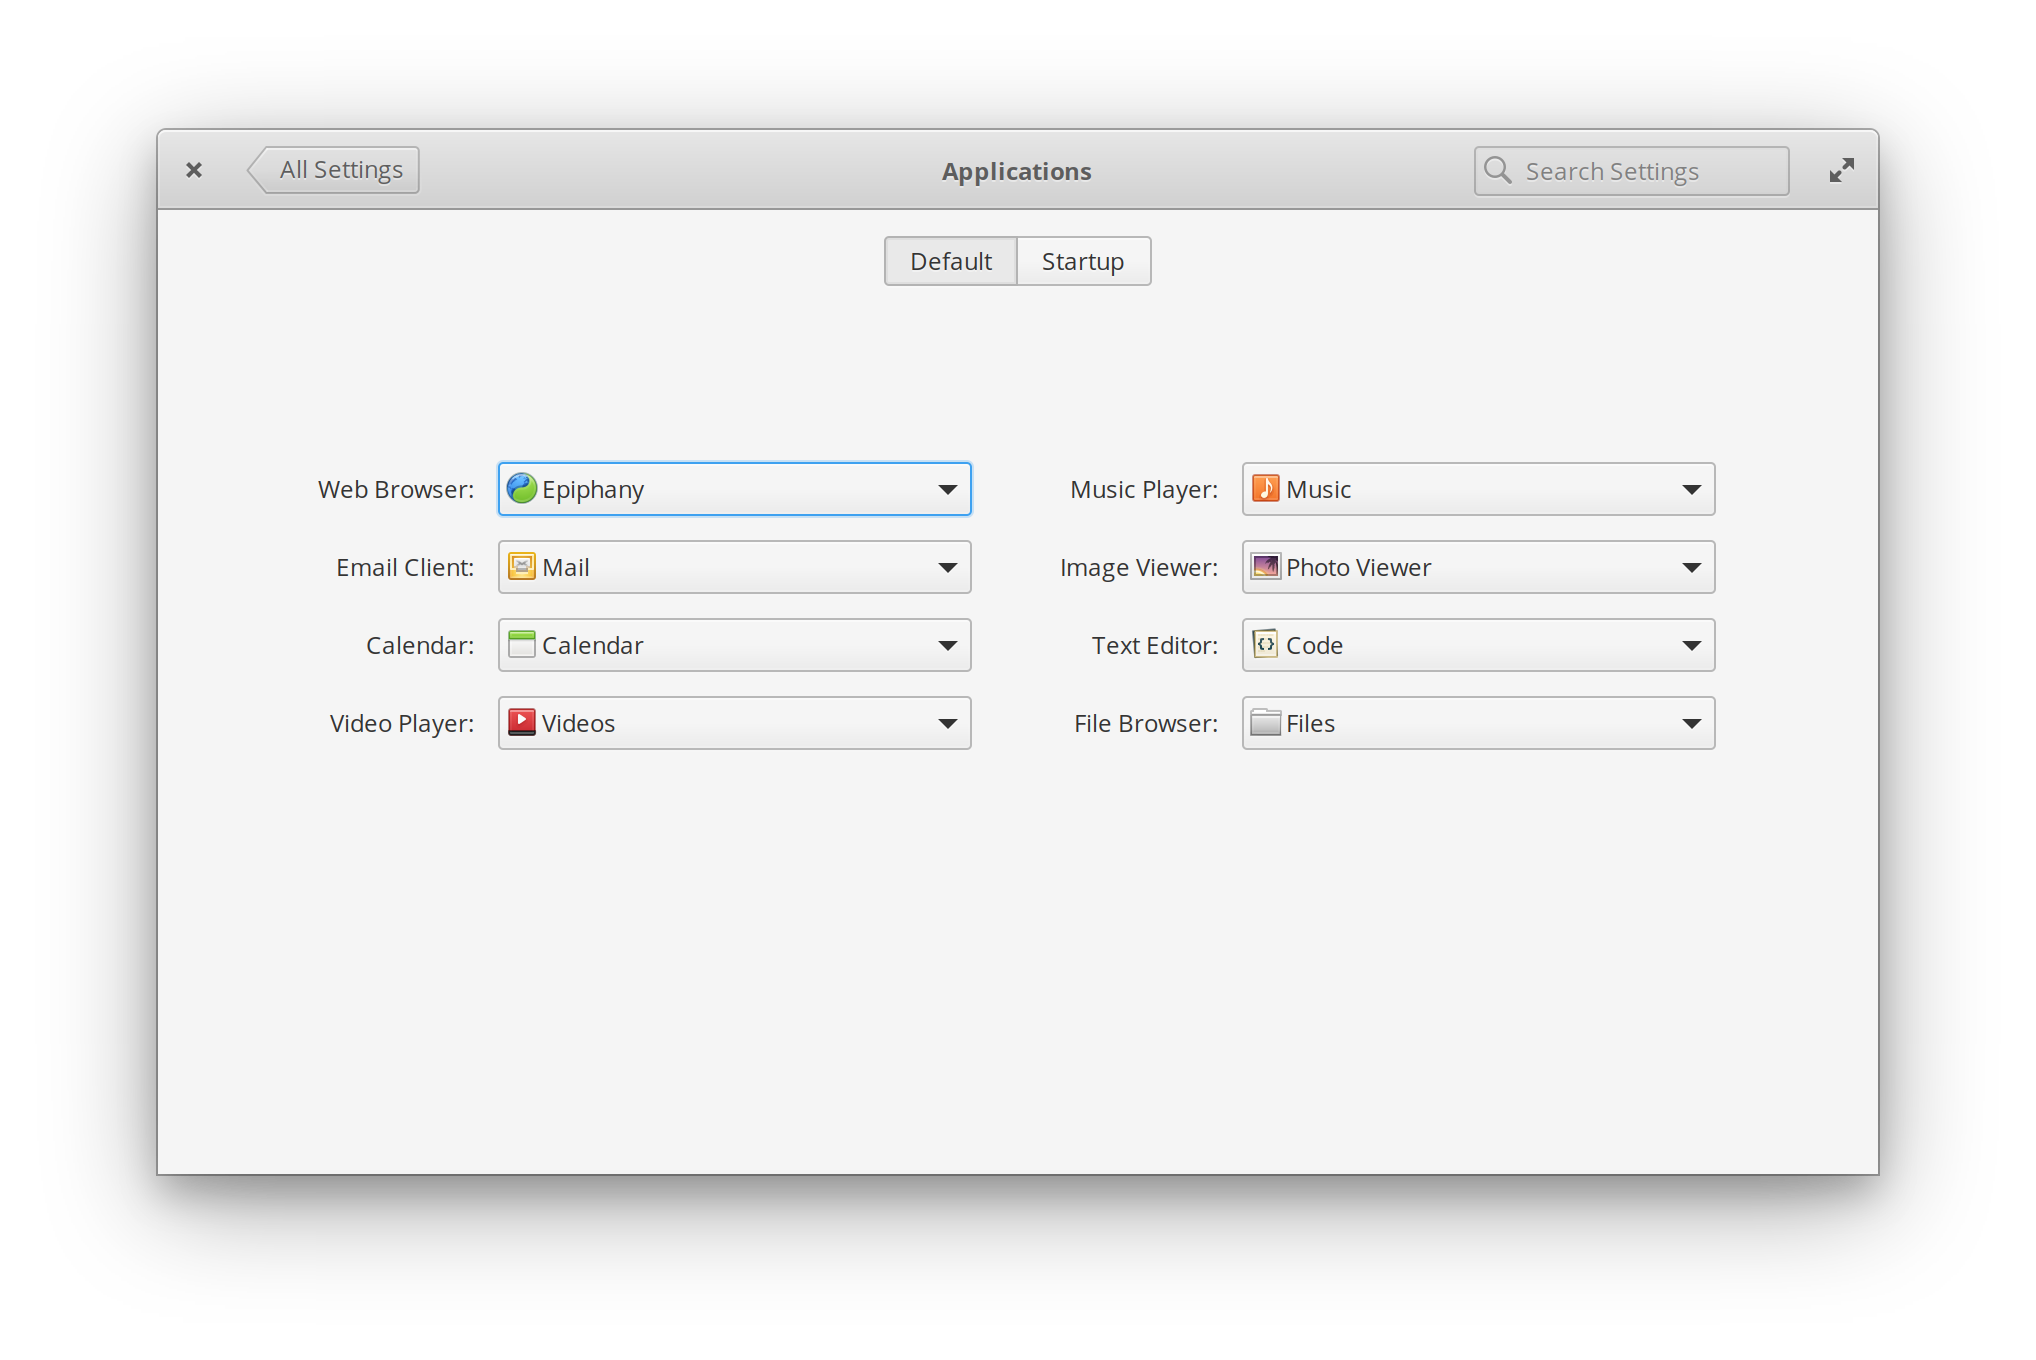 All Settings
Applications
Search Settings
Default
Startup
Web Browser:
Epiphany
Music Player:
Music
Email Client:
Mail
Image Viewer:
Photo Viewer
Calendar:
Calendar
Text Editor:
{} Code
Video Player:
Videos
File Browser:
Files